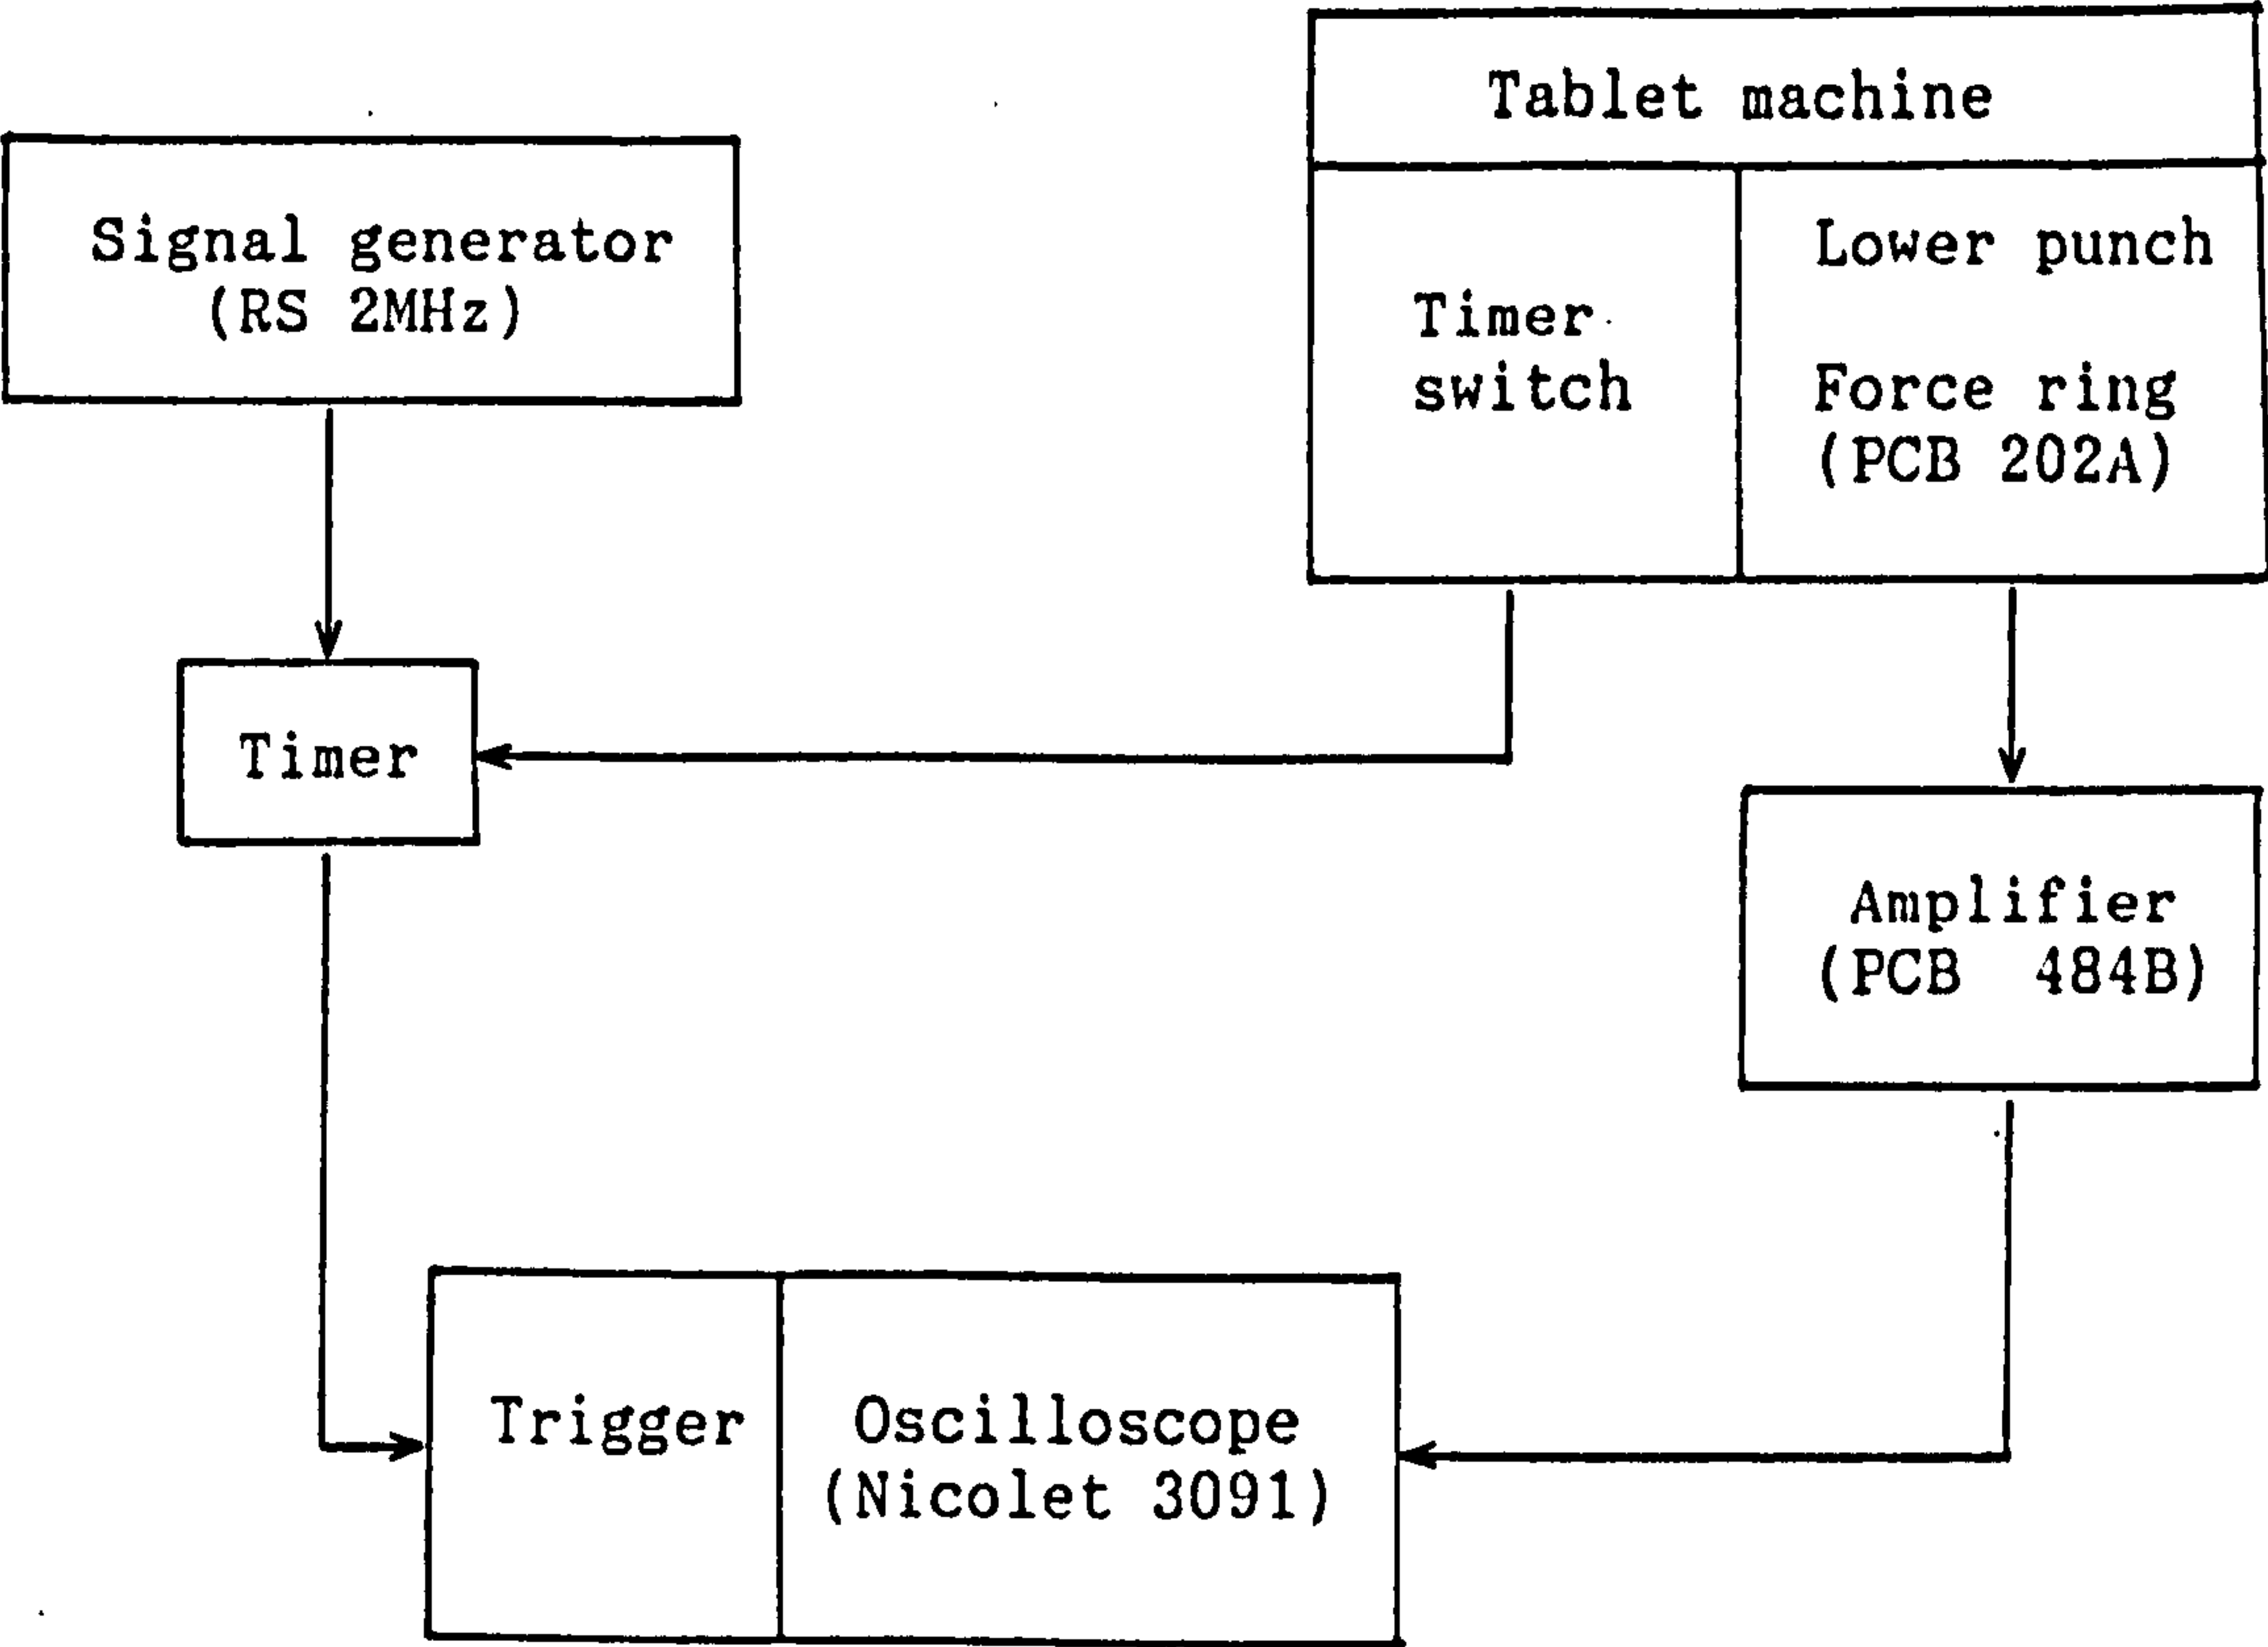 Tablet machine
Signal generator
(RS 2MHz)
Timer
switch
Lower punch
Force ring
(PCB 202A)
Timer
Amplifier
(PCB 484B)
Trigger
Oscilloscope
(Nicolet 3091)